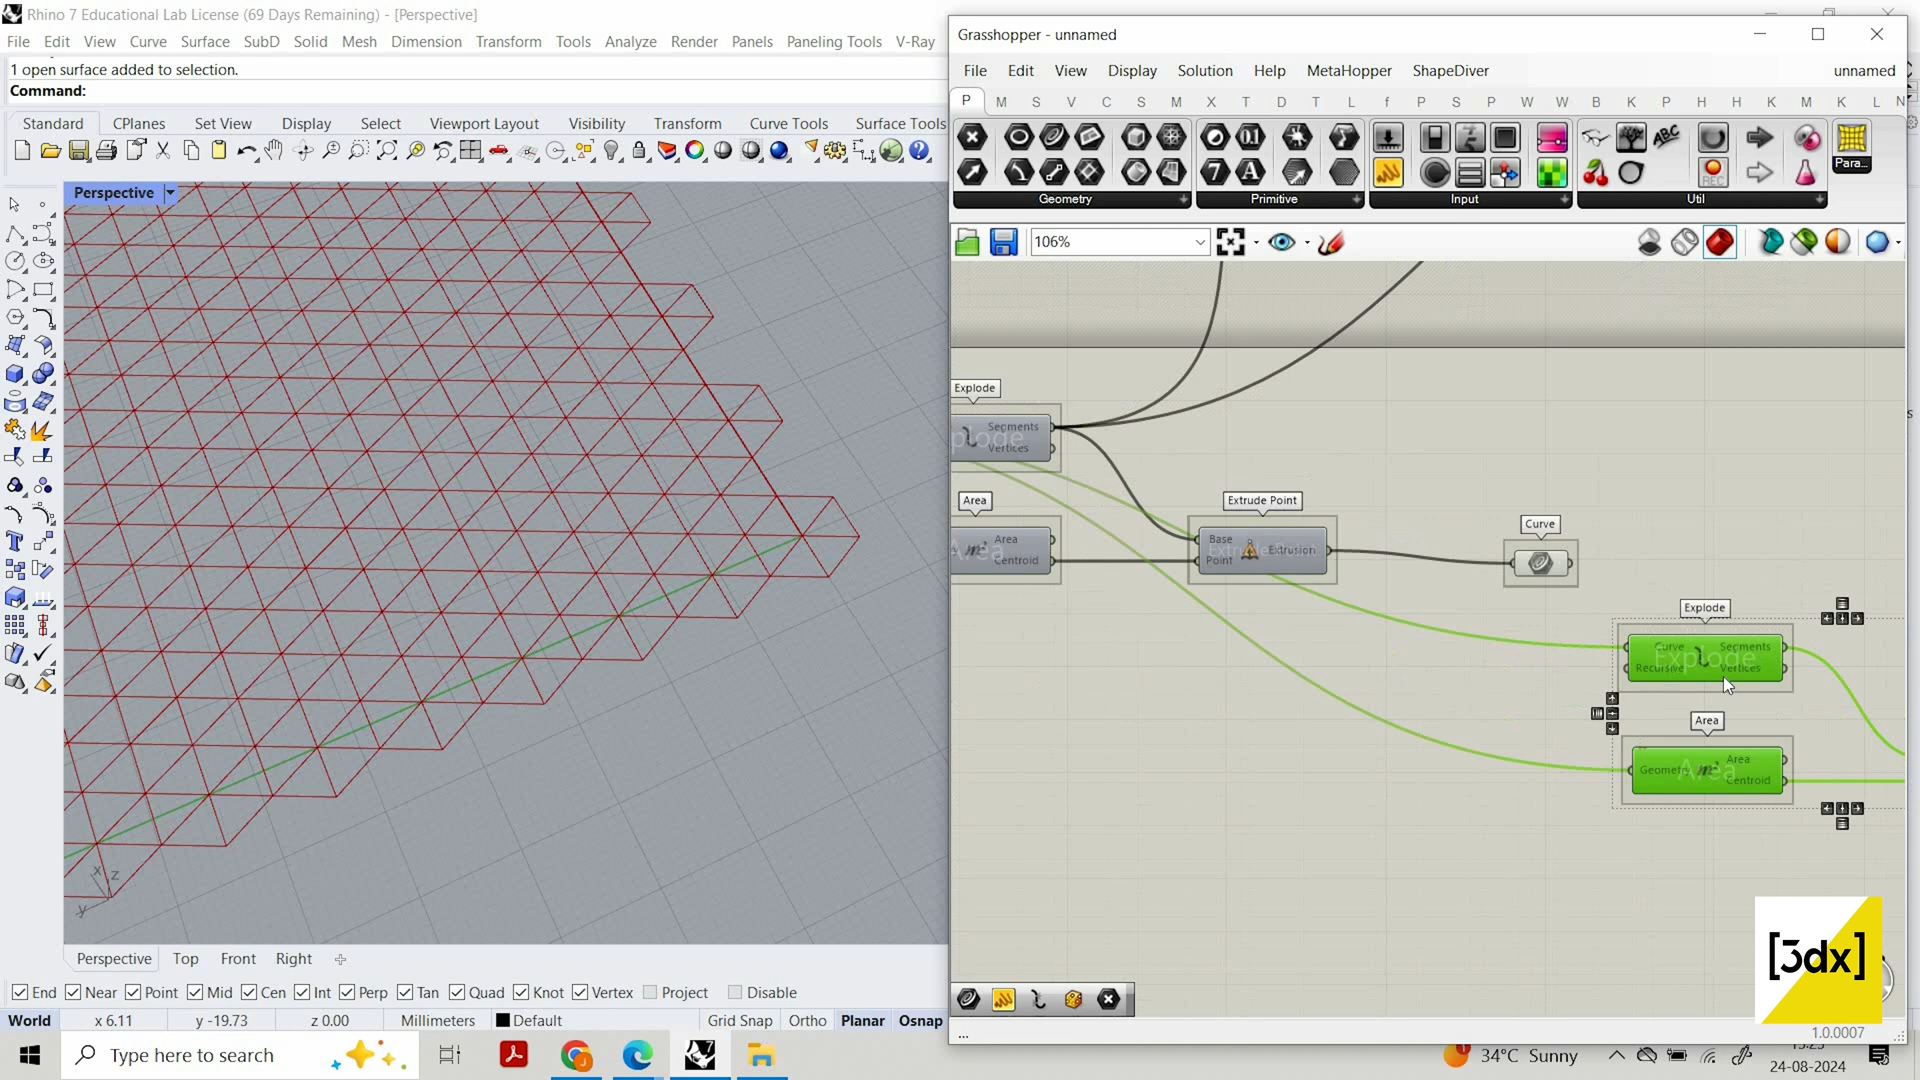 Rhino 7 Educational Lab License (69 Days Remaining) - [Perspective]
File Edit View Curve Surface SubD Solid Mesh Dimension Transform Tools Analyze Render Panels Paneling Tools V-Ray
1 open surface added to selection.
Command:
Standard CPlanes Set View Display Select Viewport Layout Visibility Transform Curve Tools Surface Tools
Perspective
x z
y
Perspective Top Front Right
End Near Point Mid Cen Int Perp Tan Quad Knot Vertex Project Disable
World x 6.11 y -19.73 z 0.00 Millimeters Default Grid Snap Ortho Planar Osnap
Grasshopper - unnamed
File Edit View Display Solution Help MetaHopper ShapeDiver unnamed
P M S V C S M X T D T L f P S P W W B K P H H K M K L N
Geometry Primitive Input Util
Para...
106%
Explode
Segments
Vertices
Area
Area
Centroid
Extrude Point
Base
Point
Extrusion
Curve
Explode
Curve
Recursive
Segments
Vertices
Area
Geometry
Area
Centroid
[3dx]
...
1.0.0007
Type here to search
34°C Sunny
24-08-2024